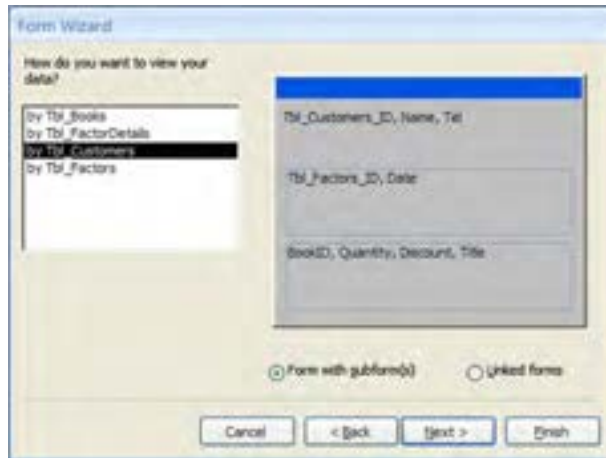 Form Wizard
How do you want to view your
data?
by Tbl_Books
by Tbl_FactorDetails
by Tbl_Customers
by Tbl_Factors
Tbl_Customers_ID, Name, Tel
Tbl_Factors_ID, Date
BookID, Quantity, Discount, Title
Form with subform(s)
Linked forms
Cancel
< Back
Next >
Finish